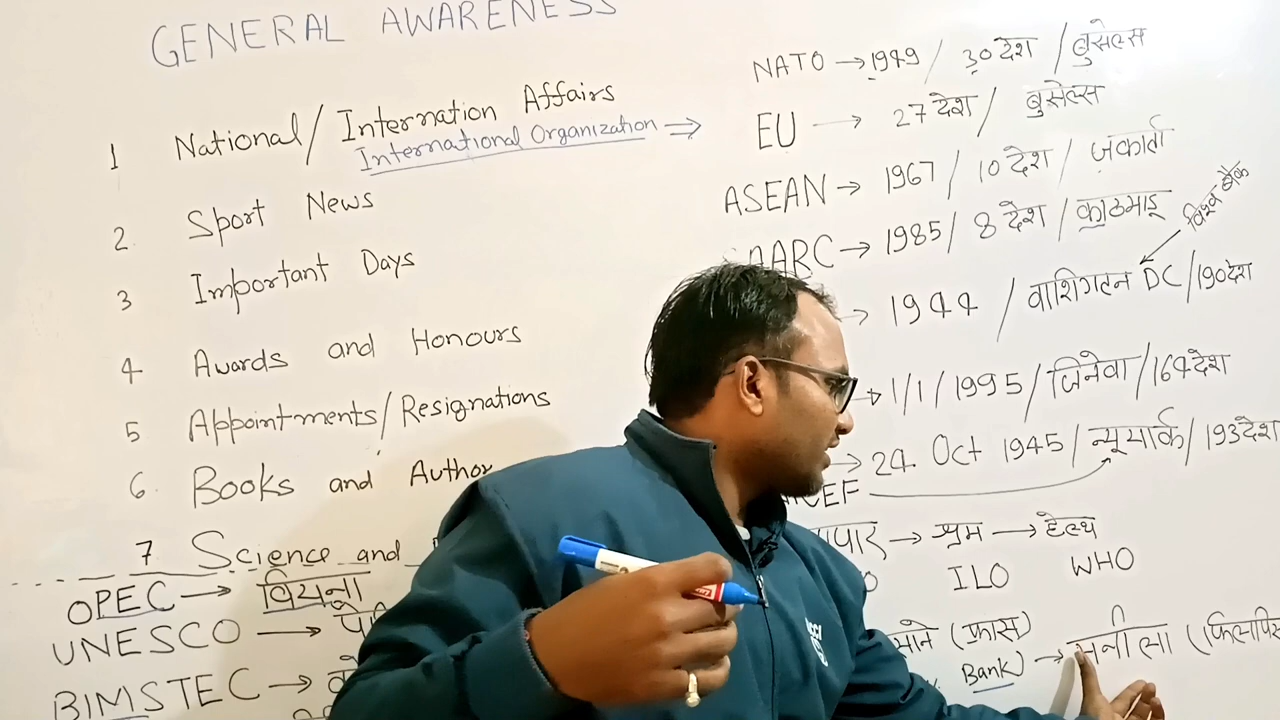 GENERAL AWARENESS
1 National/Internation Affairs
International Organization ⇒
2. Sport News
3 Important Days
4 Awards and Honours
5 Appointments/Resignations
6. Books and Author
7 Science and
OPEC → वियना
UNESCO →
BIMSTEC →
NATO → 1949 / 30 देश / ब्रुसेल्स
EU → 27 देश / ब्रुसेल्स
ASEAN → 1967 / 10 देश / जकार्ता
AARC → 1985 / 8 देश / काठमाडू
विश्व बैंक
→ 1944 / वाशिंगटन DC / 190 देश
→ 1/1/1995 / जिनेवा / 164 देश
→ 24 Oct 1945 / न्यूयार्क / 193 देश
CEF
→ श्रम → हेल्थ
O ILO WHO
(फ्रांस)
Bank) → मनीला (